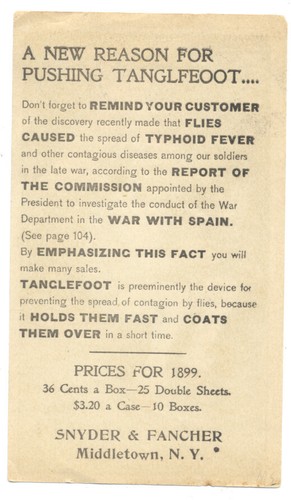 A NEW REASON FOR
PUSHING TANGLFEOOT....
Don't forget to REMIND YOUR CUSTOMER
of the discovery recently made that FLIES
CAUSED the spread of TYPHOID FEVER
and other contagious diseases among our soldiers
in the late war, according to the REPORT OF
THE COMMISSION appointed by the
President to investigate the conduct of the War
Department in the WAR WITH SPAIN.
(See page 104).
By EMPHASIZING THIS FACT you will
make many sales.
TANGLEFOOT is preeminently the device for
preventing the spread of contagion by flies, because
it HOLDS THEM FAST and COATS
THEM OVER in a short time.
PRICES FOR 1899.
36 Cents a Box—25 Double Sheets.
$3.20 a Case—10 Boxes.
SNYDER & FANCHER
Middletown, N. Y.